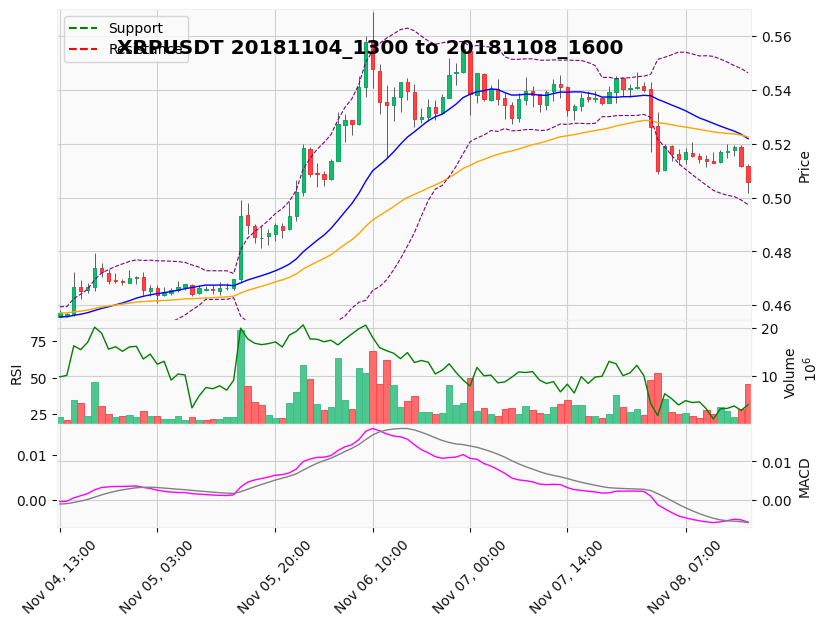 Support
Resistance
XRPUSDT 20181104_1300 to 20181108_1600
0.56
0.54
0.52
0.50
0.48
0.46
Price
75
50
25
RSI
20
10
Volume
10^6
0.01
0.00
0.01
0.00
MACD
Nov 04, 13:00
Nov 05, 03:00
Nov 05, 20:00
Nov 06, 10:00
Nov 07, 00:00
Nov 07, 14:00
Nov 08, 07:00